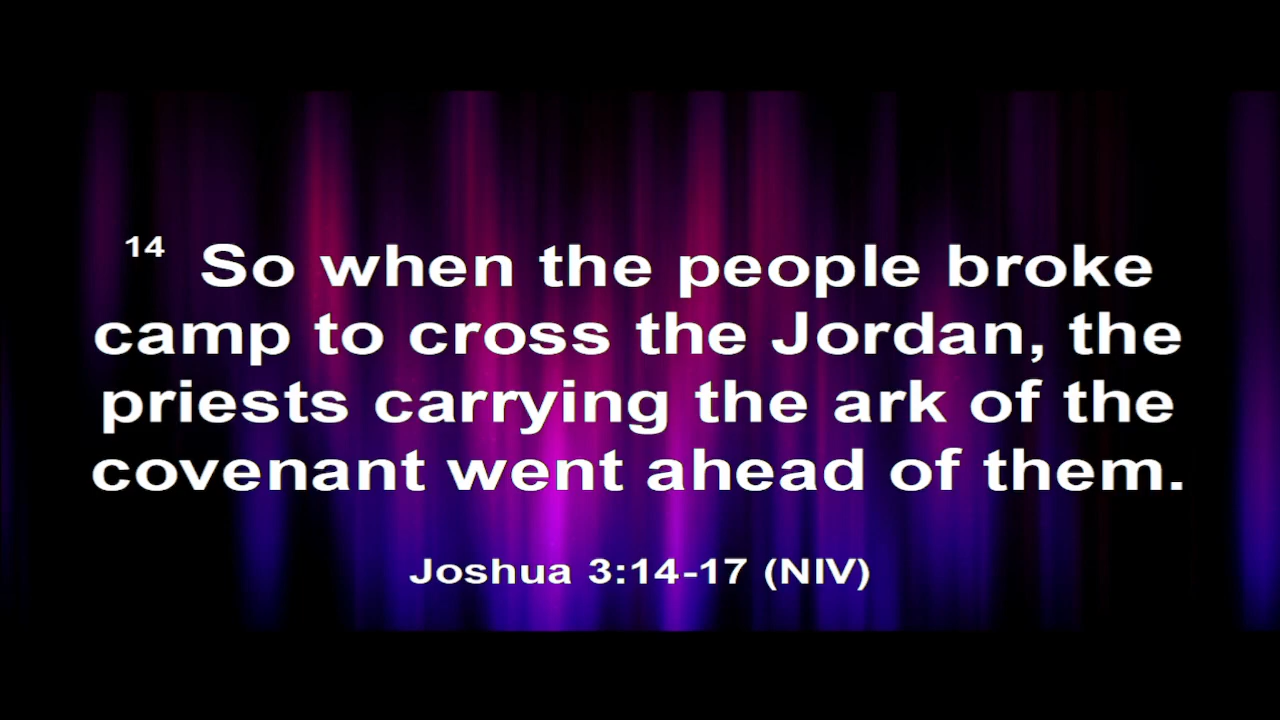 14 So when the people broke
camp to cross the Jordan, the
priests carrying the ark of the
covenant went ahead of them.
Joshua 3:14-17 (NIV)